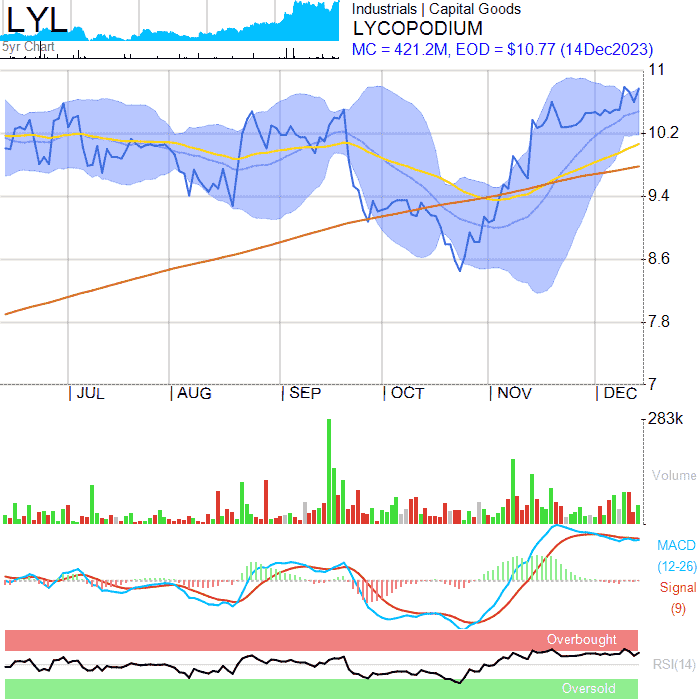 LYL
5yr Chart
Industrials | Capital Goods
LYCOPODIUM
MC = 421.2M, EOD = $10.77 (14Dec2023)
11
10.2
9.4
8.6
7.8
7
| JUL | AUG | SEP | OCT | NOV | DEC
283k
Volume
MACD
(12-26)
Signal
(9)
Overbought
RSI(14)
Oversold